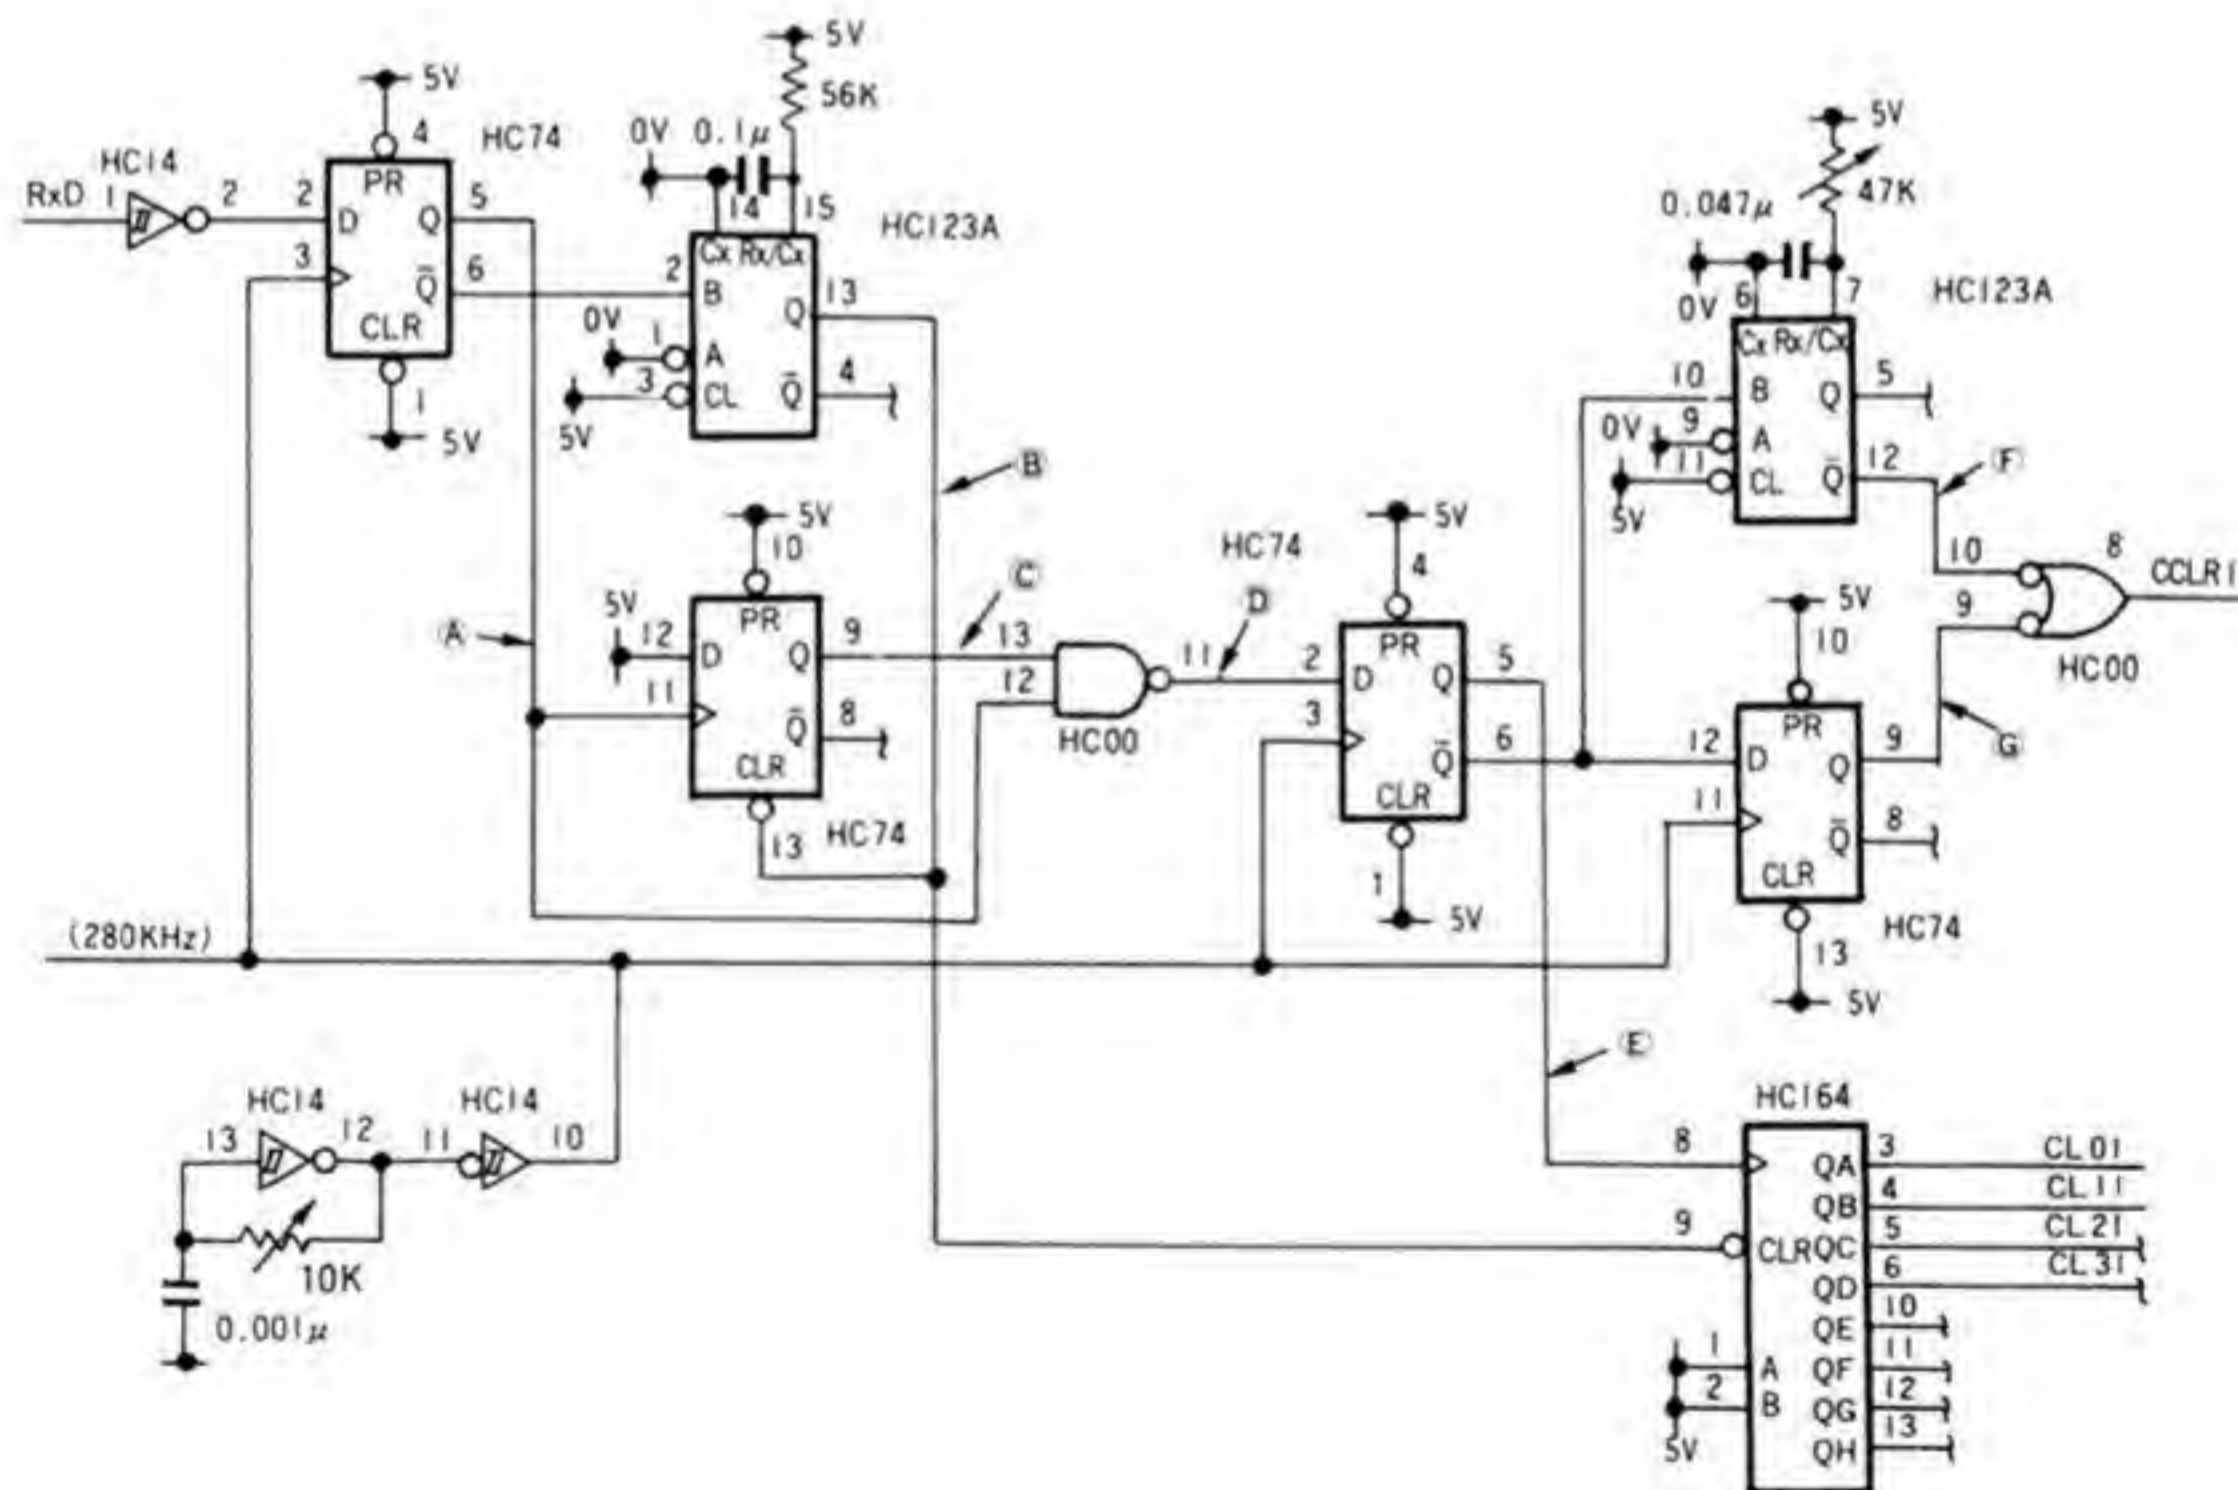 5V
56K
5V
4
HC74
0V 0.1μ
14
15
HC123A
HC14
RxD
1
2
2
3
PR
D
Q
Q̅
CLR
5
6
1
5V
Cx Rx/Cx
2
B
Q
13
0V
1
A
3
CL
Q̅
4
5V
B
5V
10
5V
12
11
PR
D
Q
Q̅
CLR
9
8
13
HC74
A
C
13
12
11
HC00
D
HC74
5V
4
2
3
PR
D
Q
Q̅
CLR
5
6
1
5V
5V
47K
0.047μ
0V
6
7
HC123A
Cx Rx/Cx
10
B
Q
5
0V
9
A
11
CL
Q̅
12
5V
F
10
9
8
CCLR1
HC00
5V
10
12
11
PR
D
Q
Q̅
CLR
9
8
G
HC74
13
5V
(280KHz)
E
HC14
13
12
HC14
11
10
10K
0.001μ
HC164
8
9
CLR
QA
3
CL01
QB
4
CL11
QC
5
CL21
QD
6
CL31
QE
10
QF
11
QG
12
QH
13
1
A
2
B
5V